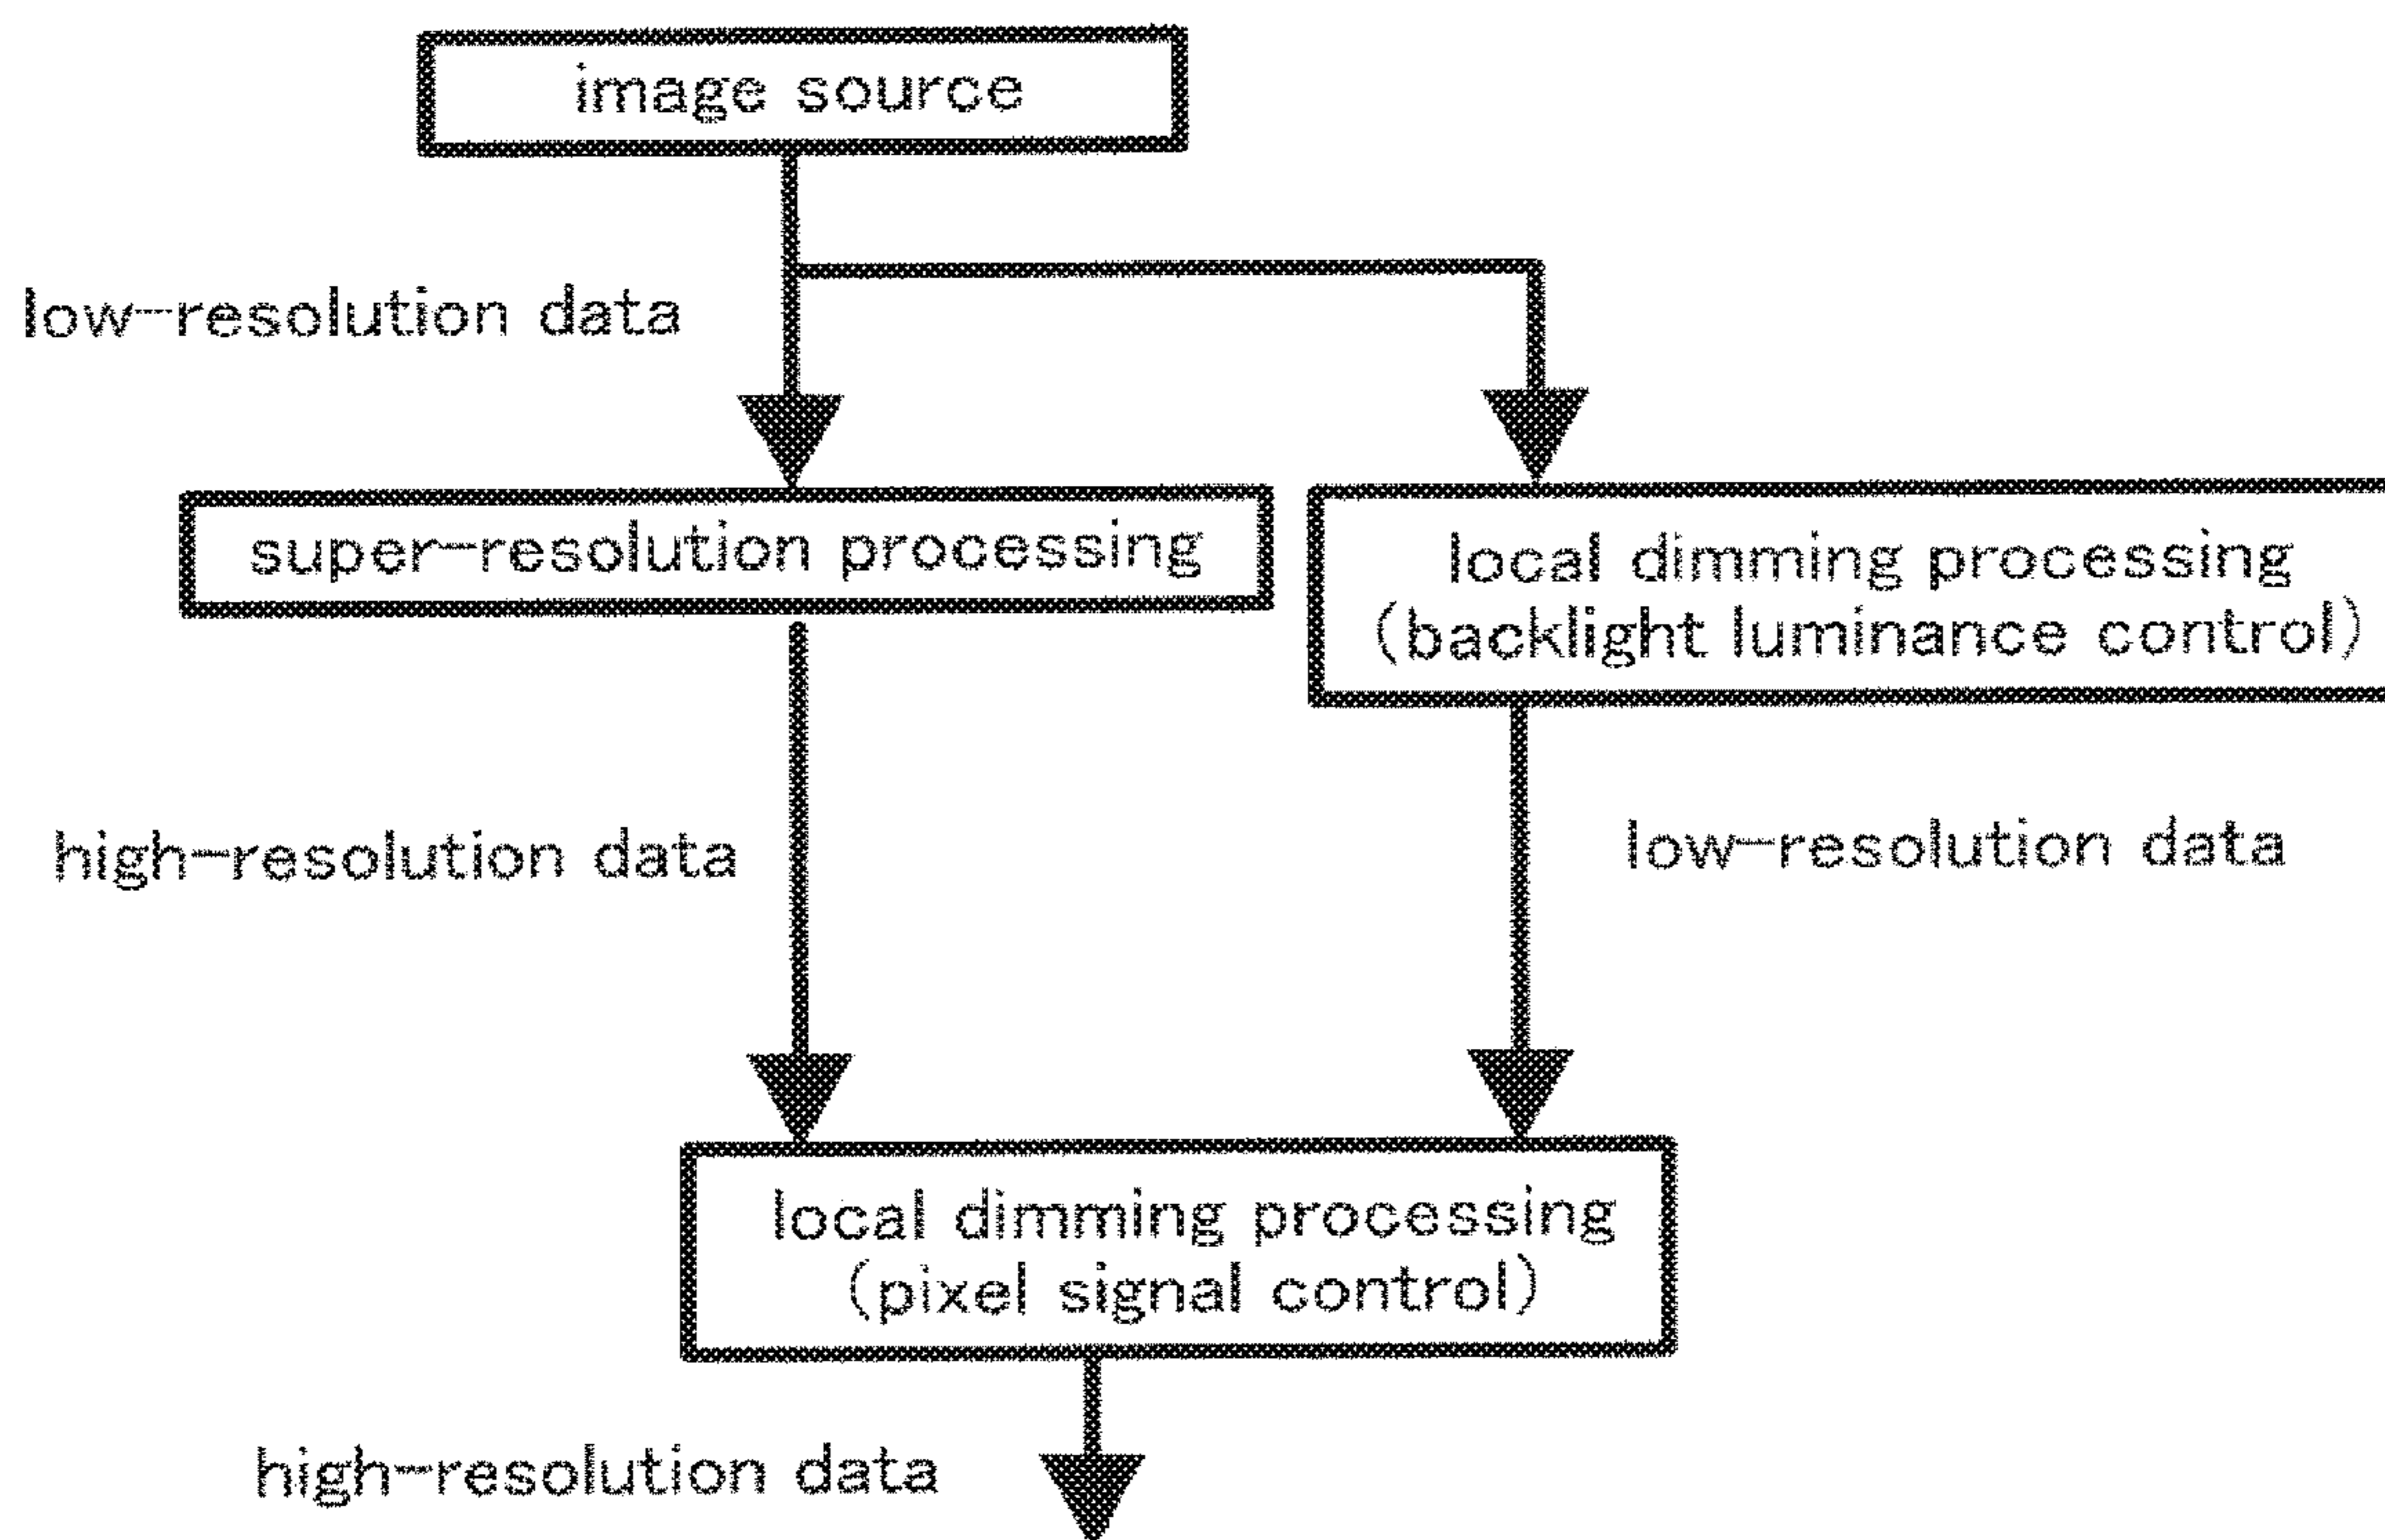 image source
low-resolution data
super-resolution processing
local dimming processing
(backlight luminance control)
high-resolution data
low-resolution data
local dimming processing
(pixel signal control)
high-resolution data